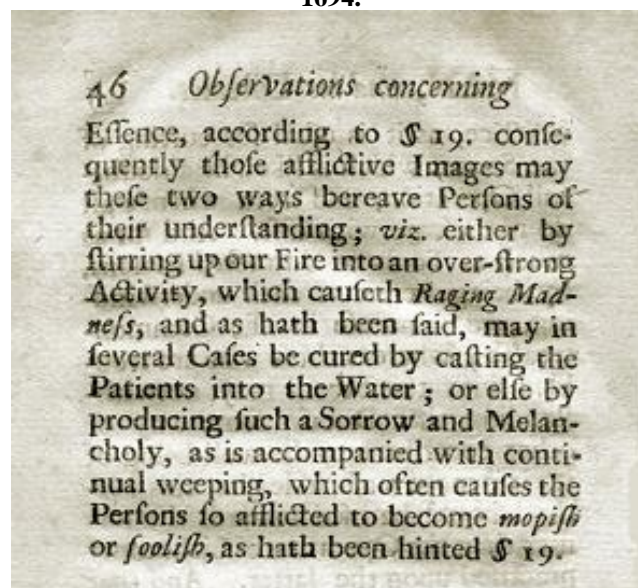 1694.
46 Obſervations concerning
Eſſence, according to § 19. conſe-
quently thoſe afflictive Images may
theſe two ways bereave Perſons of
their underſtanding; viz. either by
ſtirring up our Fire into an over-ſtrong
Activity, which cauſeth Raging Mad-
neſs, and as hath been ſaid, may in
ſeveral Caſes be cured by caſting the
Patients into the Water; or elſe by
producing ſuch a Sorrow and Melan-
choly, as is accompanied with conti-
nual weeping, which often cauſes the
Perſons ſo afflicted to become mopiſh
or fooliſh, as hath been hinted § 19.